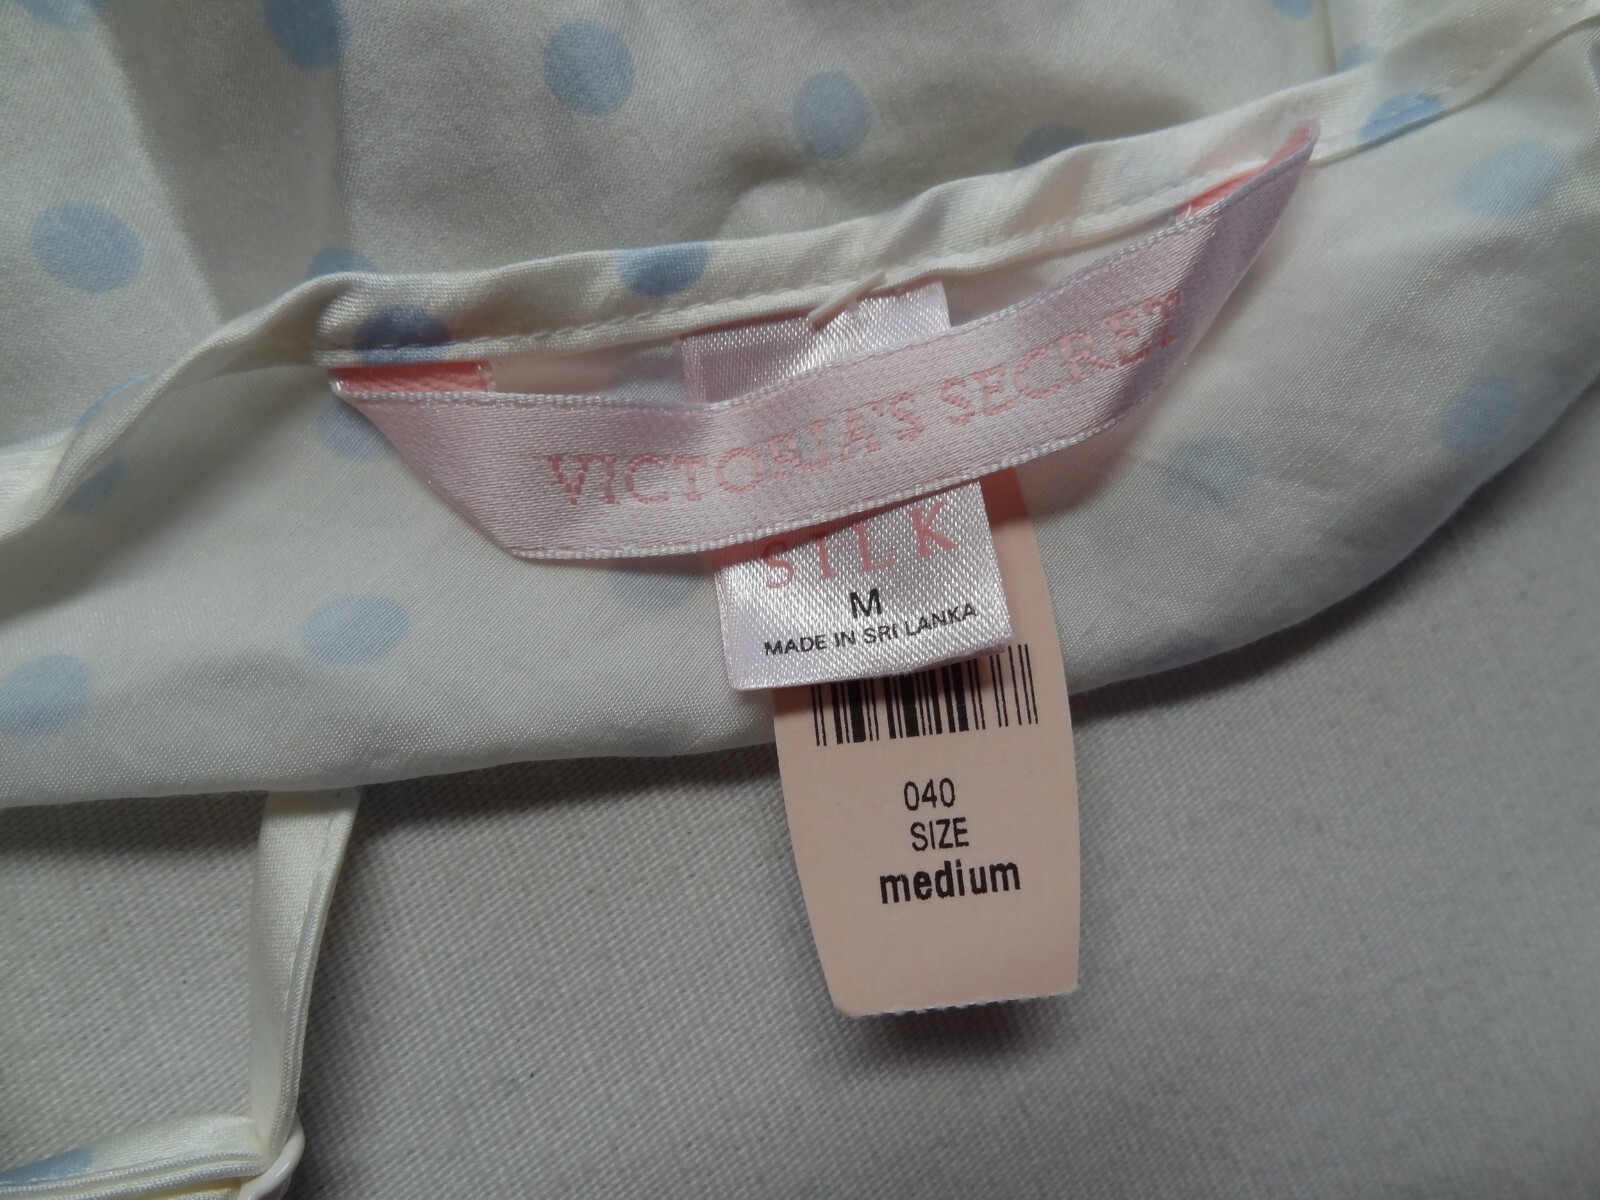 VICTORIA'S SECRET
SILK
M
MADE IN SRI LANKA
040
SIZE
medium